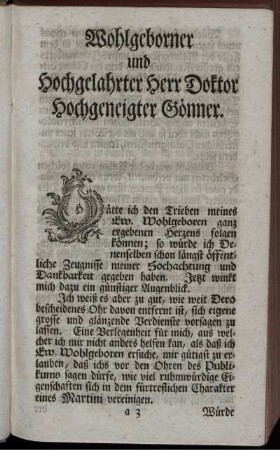 Wohlgeborner
und
Hochgelahrter Herr Doktor
Hochgeneigter Gönner.
Hätte ich den Trieben meines
Ew. Wohlgeboren ganz
ergebenen Herzens folgen
können; so würde ich De-
nenselben schon längst öffent-
liche Zeugnisse meiner Hochachtung und
Dankbarkeit gegeben haben. Jetzt winkt
mich dazu ein günstiger Augenblick.
Ich weiß es aber zu gut, wie weit Dero
bescheidenes Ohr davon entfernt ist, sich eigene
grosse und glänzende Verdienste vorsagen zu
lassen. Eine Verlegenheit für mich, aus wel-
cher ich mir nicht anders helfen kan, als daß ich
Ew. Wohlgeboren ersuche, mir gütigst zu er-
lauben, daß ichs vor den Ohren des Publi-
kums sagen dürfe, wie viel ruhmwürdige Ei-
genschaften sich in dem fürtreflichen Charakter
eines Martini vereinigen.
a 3 Würde